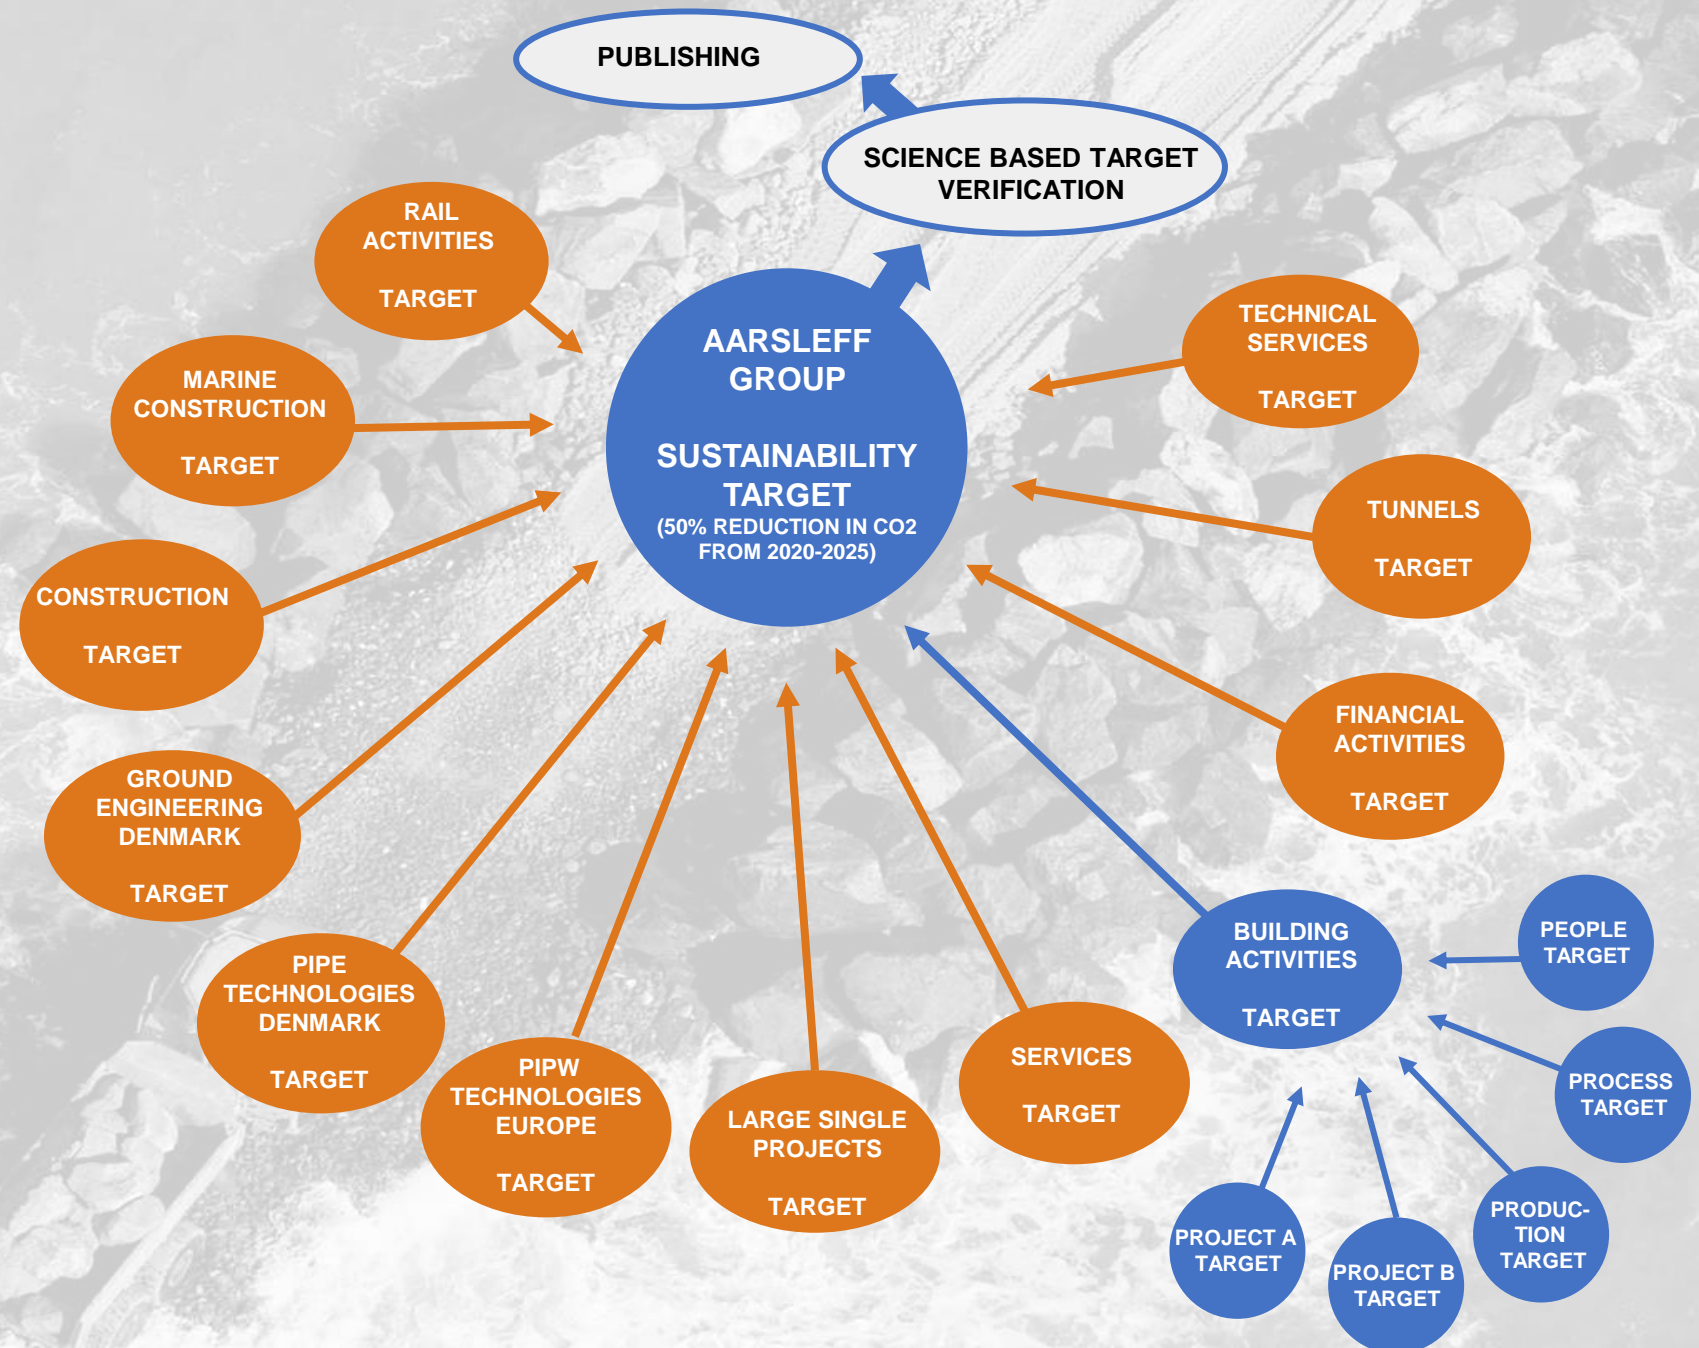 PUBLISHING
SCIENCE BASED TARGET
VERIFICATION
RAIL
ACTIVITIES
TARGET
MARINE
CONSTRUCTION
TARGET
CONSTRUCTION
TARGET
GROUND
ENGINEERING
DENMARK
TARGET
PIPE
TECHNOLOGIES
DENMARK
TARGET
PIPW
TECHNOLOGIES
EUROPE
TARGET
LARGE SINGLE
PROJECTS
TARGET
SERVICES
TARGET
AARSLEFF
GROUP
SUSTAINABILITY
TARGET
(50% REDUCTION IN CO2
FROM 2020-2025)
TECHNICAL
SERVICES
TARGET
TUNNELS
TARGET
FINANCIAL
ACTIVITIES
TARGET
BUILDING
ACTIVITIES
TARGET
PEOPLE
TARGET
PROCESS
TARGET
PRODUC-
TION
TARGET
PROJECT B
TARGET
PROJECT A
TARGET